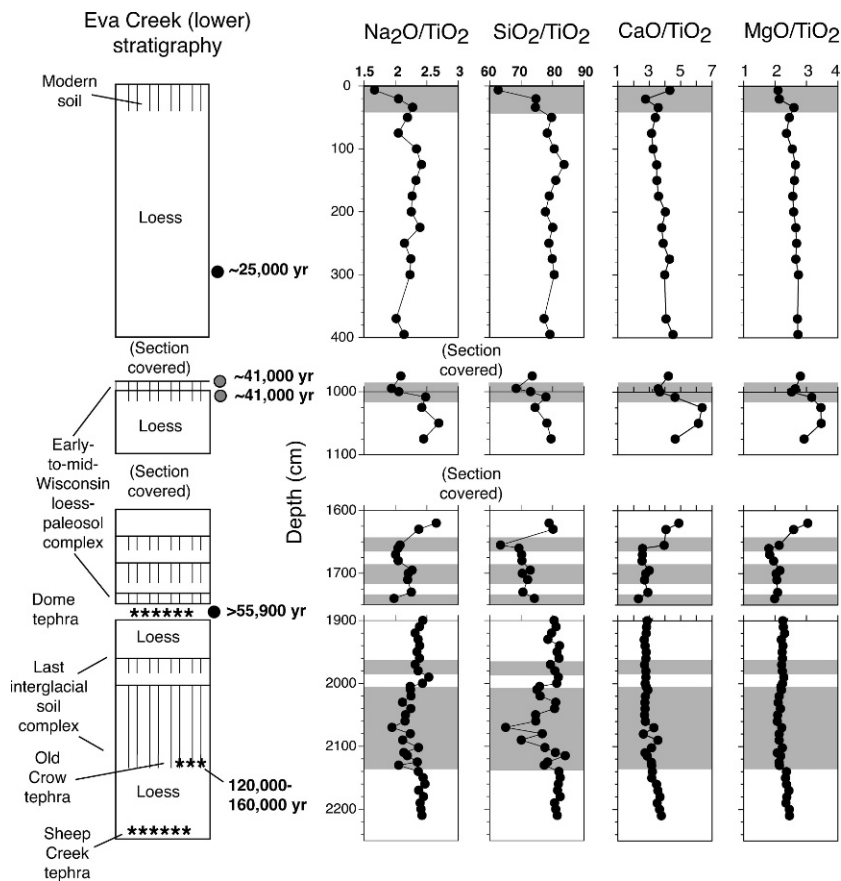 Eva Creek (lower)
stratigraphy
Na2O/TiO2
SiO2/TiO2
CaO/TiO2
MgO/TiO2
1.5 2 2.5 3
60 70 80 90
1 3 5 7
1 2 3 4
Modern
soil
Loess
~25,000 yr
0
100
200
300
400
(Section
covered)
(Section
covered)
~41,000 yr
~41,000 yr
Loess
1000
1100
Early-
to-mid-
Wisconsin
loess-
paleosol
complex
(Section
covered)
(Section
covered)
Depth (cm)
1600
1700
Dome
tephra
******
>55,900 yr
Loess
1900
2000
2100
2200
Last
interglacial
soil
complex
Old
Crow
tephra
***
120,000-
160,000 yr
Loess
Sheep
Creek
tephra
******